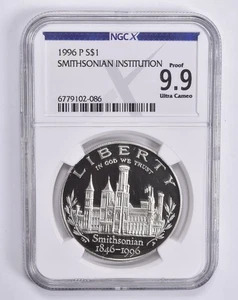 NGCX
1996 P S$1
SMITHSONIAN INSTITUTION
6779102-086
Proof
9.9
Ultra Cameo
LIBERTY
IN GOD WE TRUST
Smithsonian
1846-1996